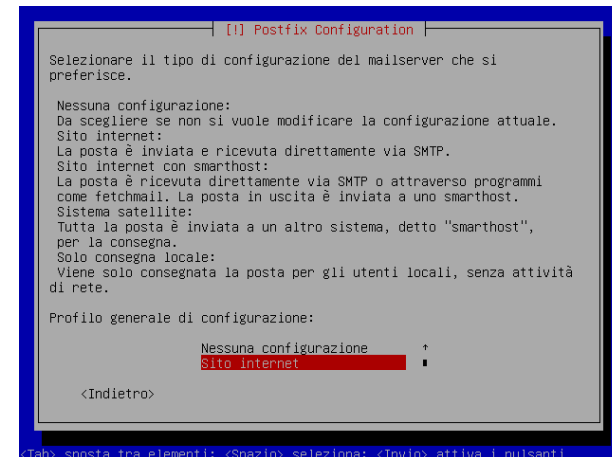 [!] Postfix Configuration
Selezionare il tipo di configurazione del mailserver che si
preferisce.
Nessuna configurazione:
Da scegliere se non si vuole modificare la configurazione attuale.
Sito internet:
La posta è inviata e ricevuta direttamente via SMTP.
Sito internet con smarthost:
La posta è ricevuta direttamente via SMTP o attraverso programmi
come fetchmail. La posta in uscita è inviata a uno smarthost.
Sistema satellite:
Tutta la posta è inviata a un altro sistema, detto "smarthost",
per la consegna.
Solo consegna locale:
Viene solo consegnata la posta per gli utenti locali, senza attività
di rete.
Profilo generale di configurazione:
Nessuna configurazione
Sito internet
<Indietro>
<Tab> sposta tra elementi; <Spazio> seleziona; <Invio> attiva i pulsanti